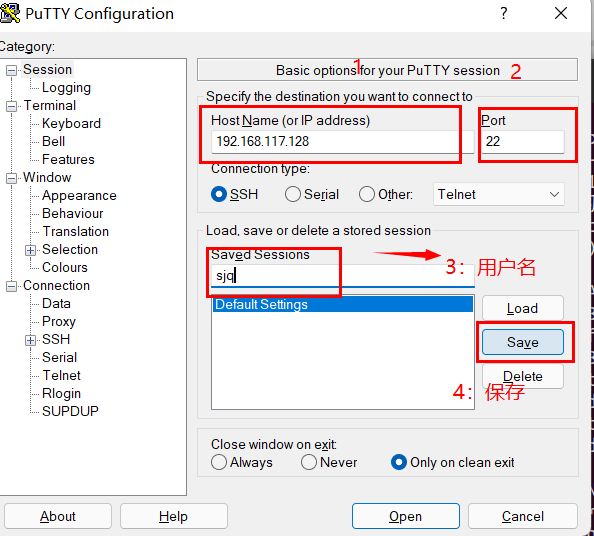 PuTTY Configuration
?
Category:
Session
Logging
Terminal
Keyboard
Bell
Features
Window
Appearance
Behaviour
Translation
Selection
Colours
Connection
Data
Proxy
SSH
Serial
Telnet
Rlogin
SUPDUP
1
Basic options for your PuTTY session 2
Specify the destination you want to connect to
Host Name (or IP address) Port
192.168.117.128 22
Connection type:
SSH Serial Other: Telnet
Load, save or delete a stored session
Saved Sessions
3：用户名
sjq
Default Settings
Load
Save
Delete
4：保存
Close window on exit:
Always Never Only on clean exit
About Help Open Cancel